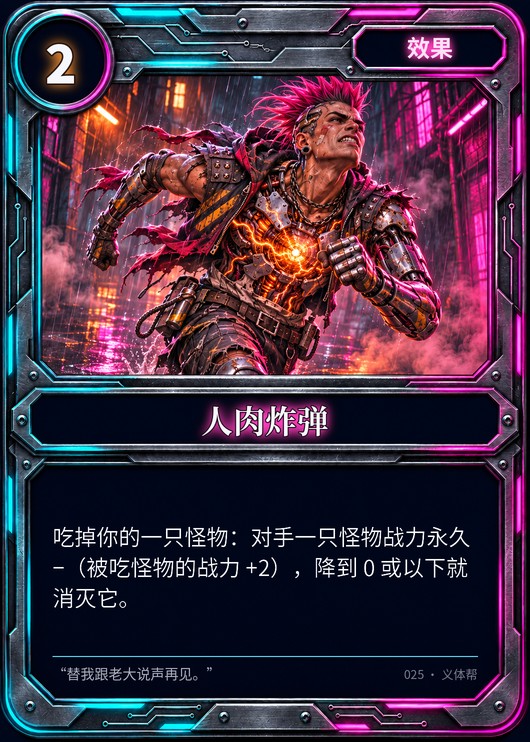 2
效果
人肉炸弹
吃掉你的一只怪物：对手一只怪物战力永久
−（被吃怪物的战力 +2），降到 0 或以下就
消灭它。
“替我跟老大说声再见。”
025 · 义体帮